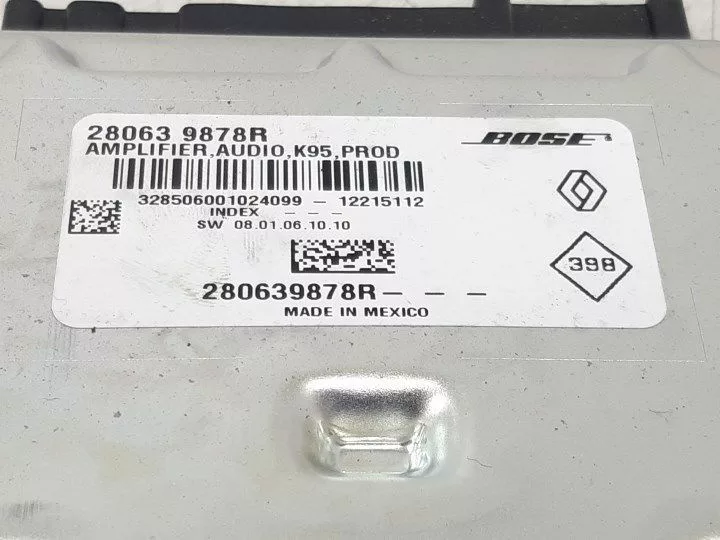 28063 9878R
BOSE
AMPLIFIER,AUDIO,K95,PROD
328506001024099 - 12215112
INDEX - - -
SW 08.01.06.10.10
398
280639878R- - -
MADE IN MEXICO